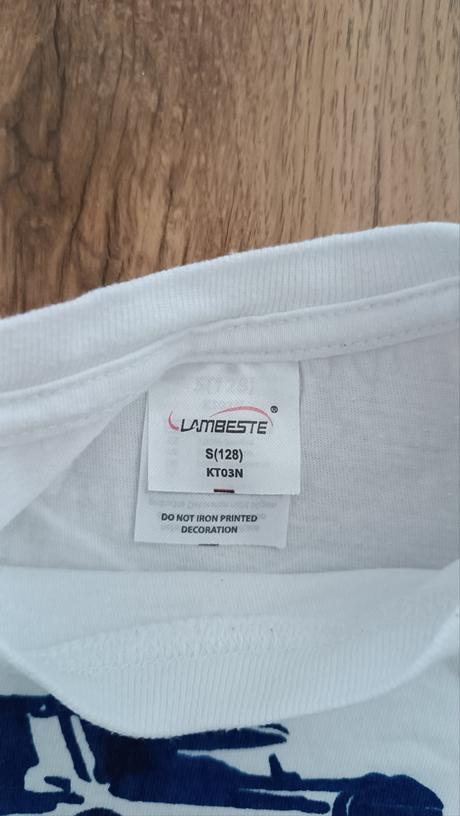 LAMBESTE®
S(128)
KT03N
DO NOT IRON PRINTED
DECORATION